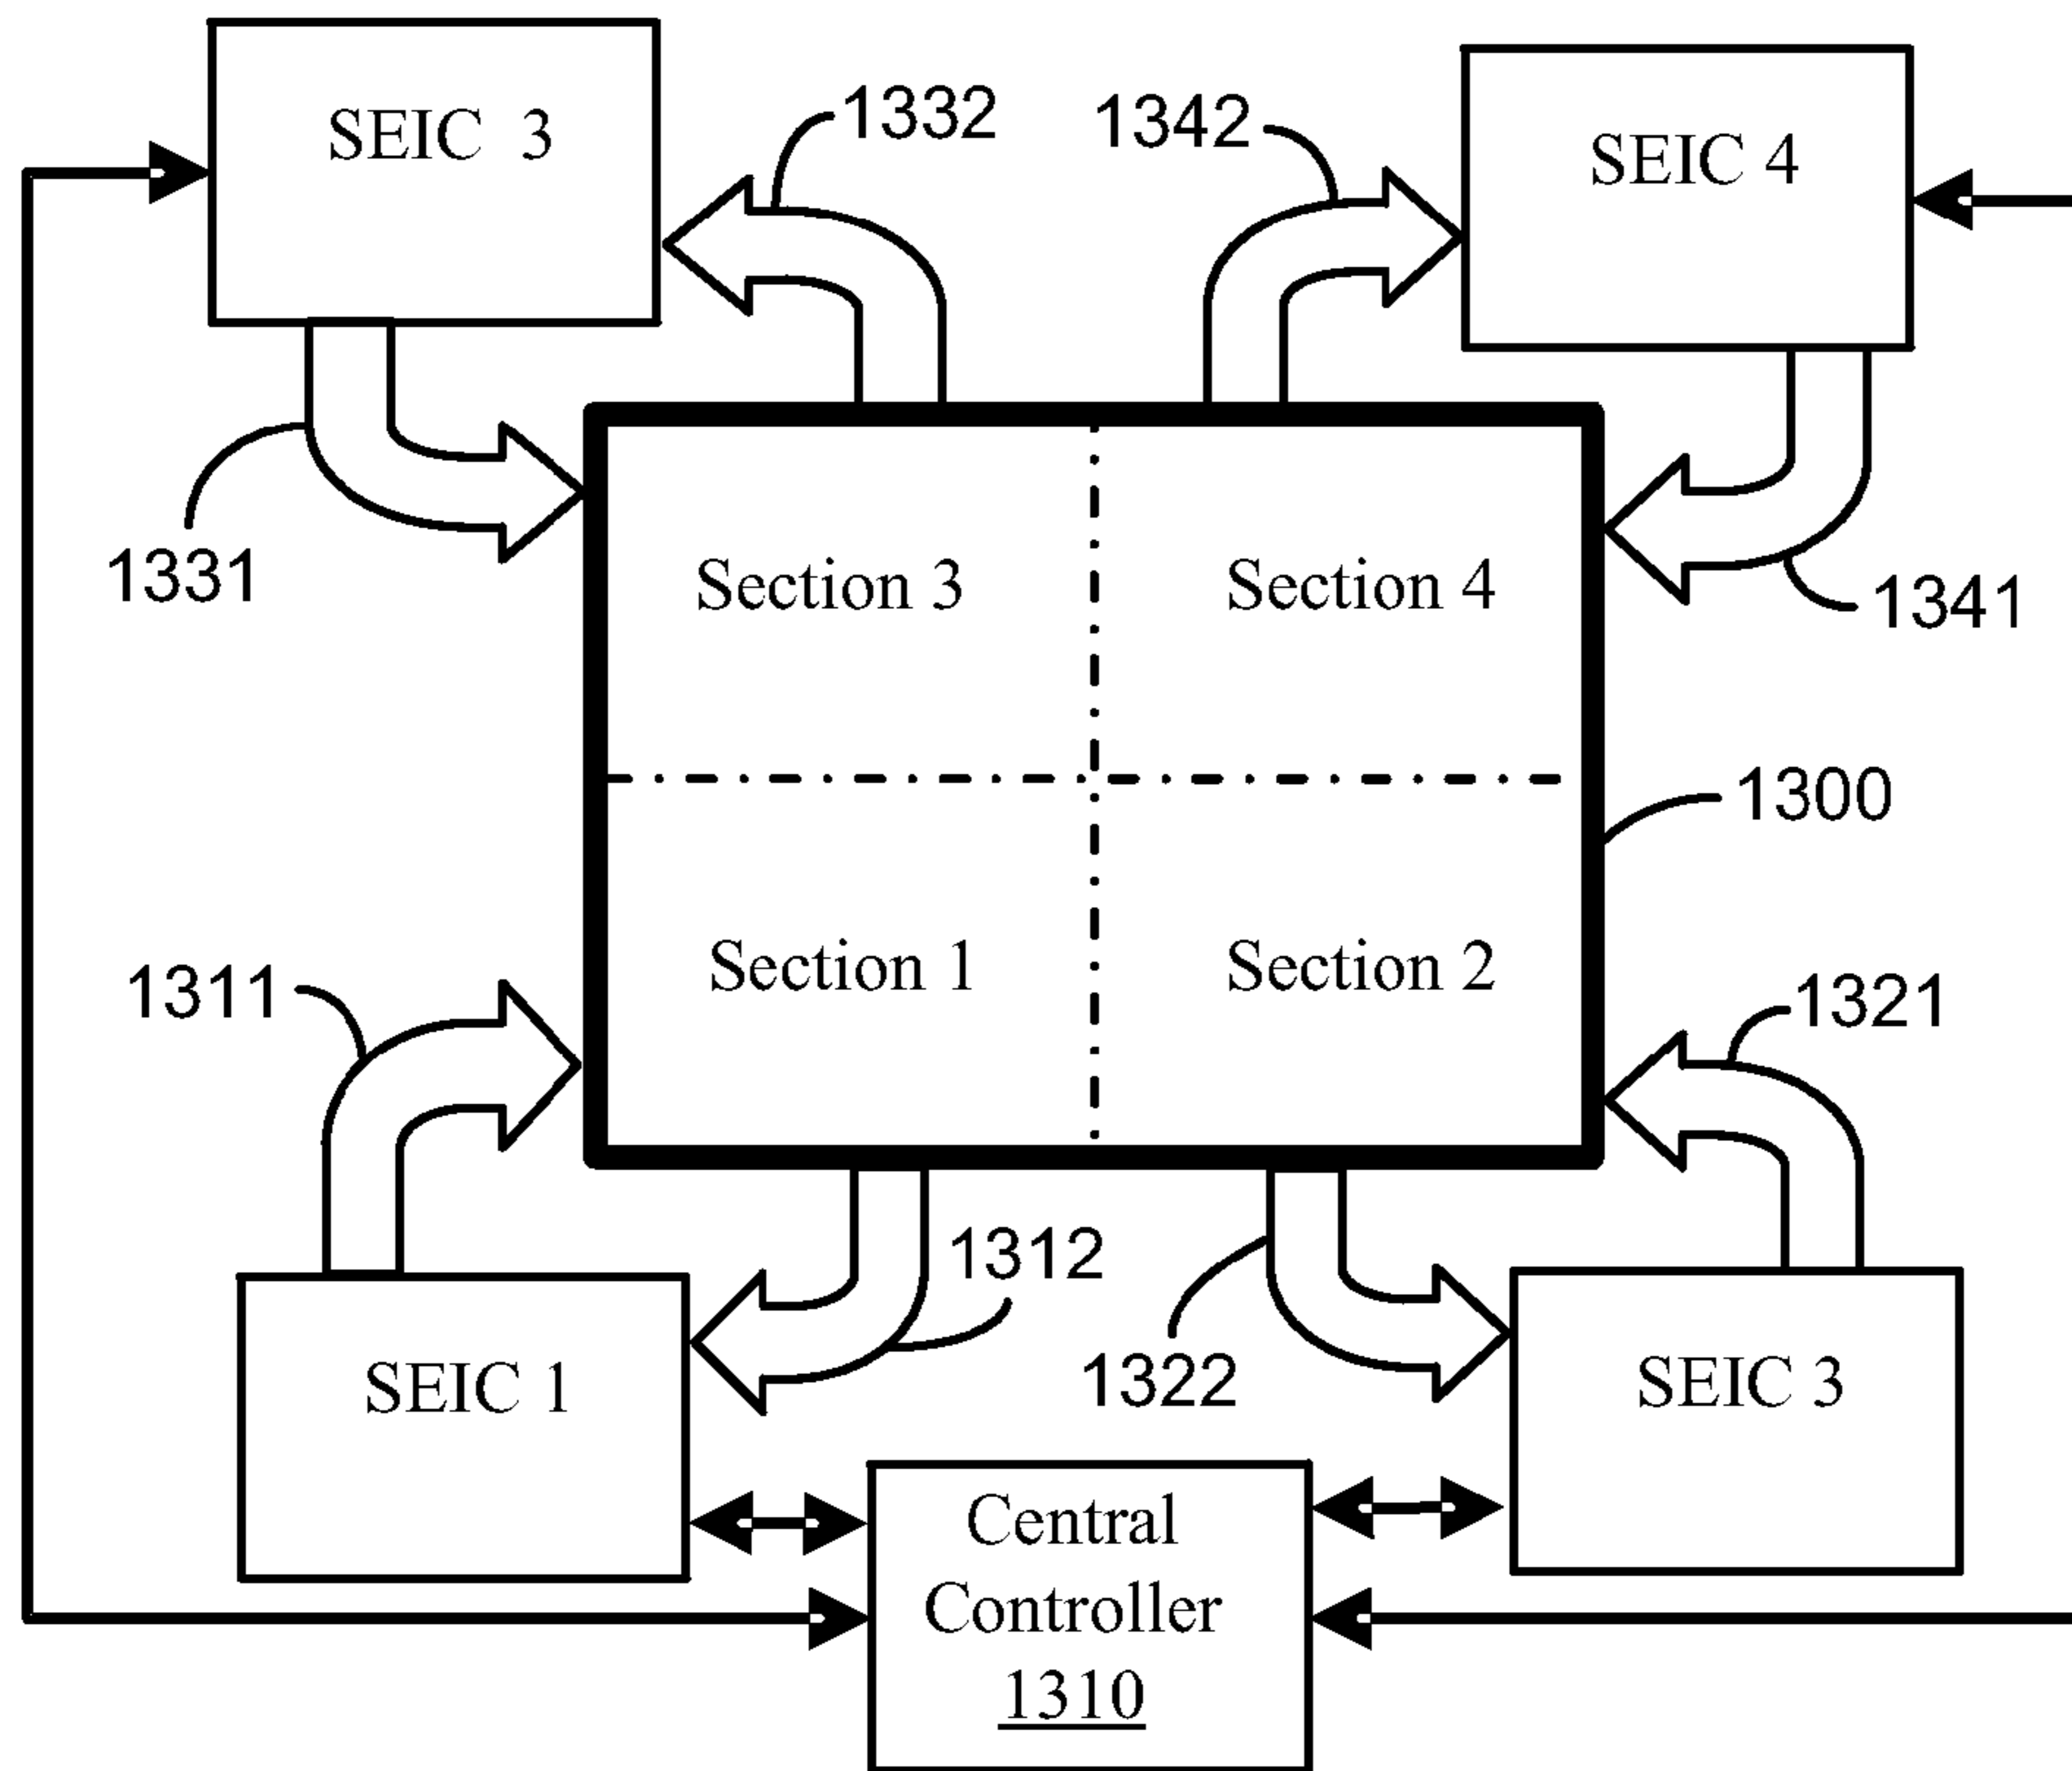 SEIC 3
1332
1342
SEIC 4
1331
Section 3
Section 4
1341
1300
1311
Section 1
Section 2
1321
1312
1322
SEIC 1
SEIC 3
Central
Controller
1310